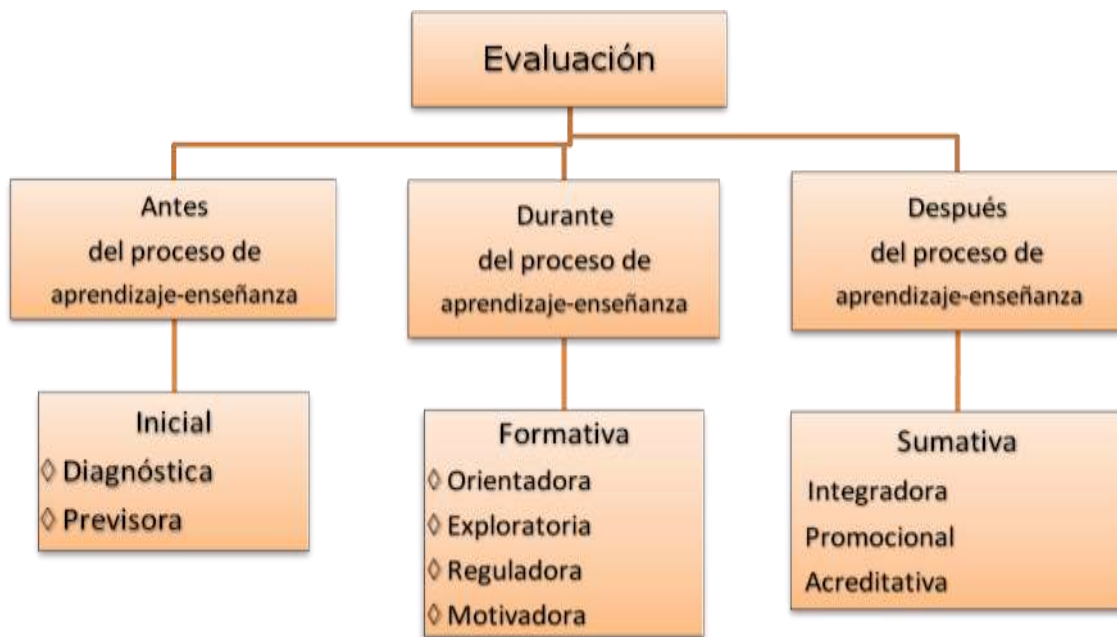 Evaluación
Antes
del proceso de
aprendizaje-enseñanza
Durante
del proceso de
aprendizaje-enseñanza
Después
del proceso de
aprendizaje-enseñanza
Inicial
◊ Diagnóstica
◊ Previsora
Formativa
◊ Orientadora
◊ Exploratoria
◊ Reguladora
◊ Motivadora
Sumativa
Integradora
Promocional
Acreditativa